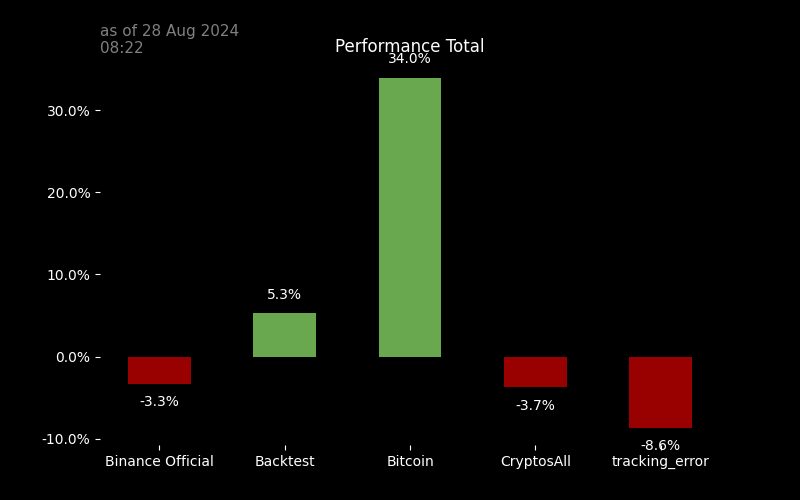 as of 28 Aug 2024
08:22
Performance Total
34.0%
30.0%
20.0%
10.0%
5.3%
0.0%
-3.3%
-3.7%
-10.0%
-8.6%
Binance Official
Backtest
Bitcoin
CryptosAll
tracking_error